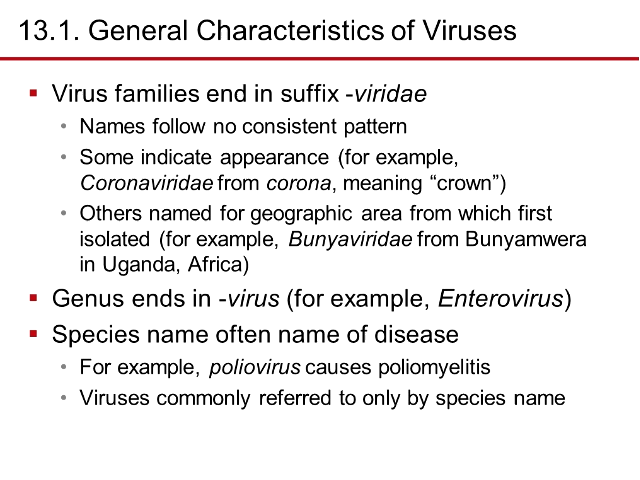 13.1. General Characteristics of Viruses
▪ Virus families end in suffix -viridae
• Names follow no consistent pattern
• Some indicate appearance (for example,
Coronaviridae from corona, meaning “crown”)
• Others named for geographic area from which first
isolated (for example, Bunyaviridae from Bunyamwera
in Uganda, Africa)
▪ Genus ends in -virus (for example, Enterovirus)
▪ Species name often name of disease
• For example, poliovirus causes poliomyelitis
• Viruses commonly referred to only by species name